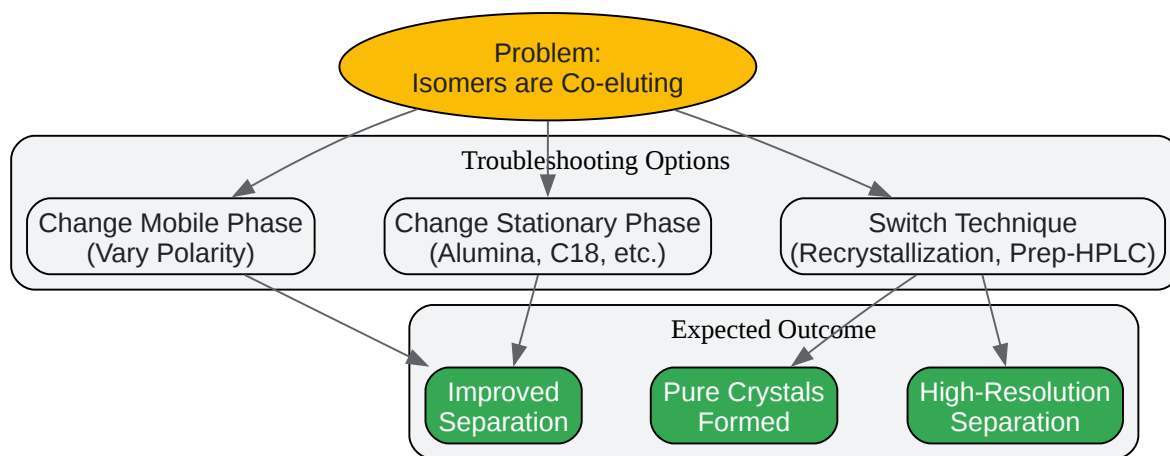 Problem:
Isomers are Co-eluting
Troubleshooting Options
Change Mobile Phase
(Vary Polarity)
Change Stationary Phase
(Alumina, C18, etc.)
Switch Technique
(Recrystallization, Prep-HPLC)
Expected Outcome
Improved
Separation
Pure Crystals
Formed
High-Resolution
Separation